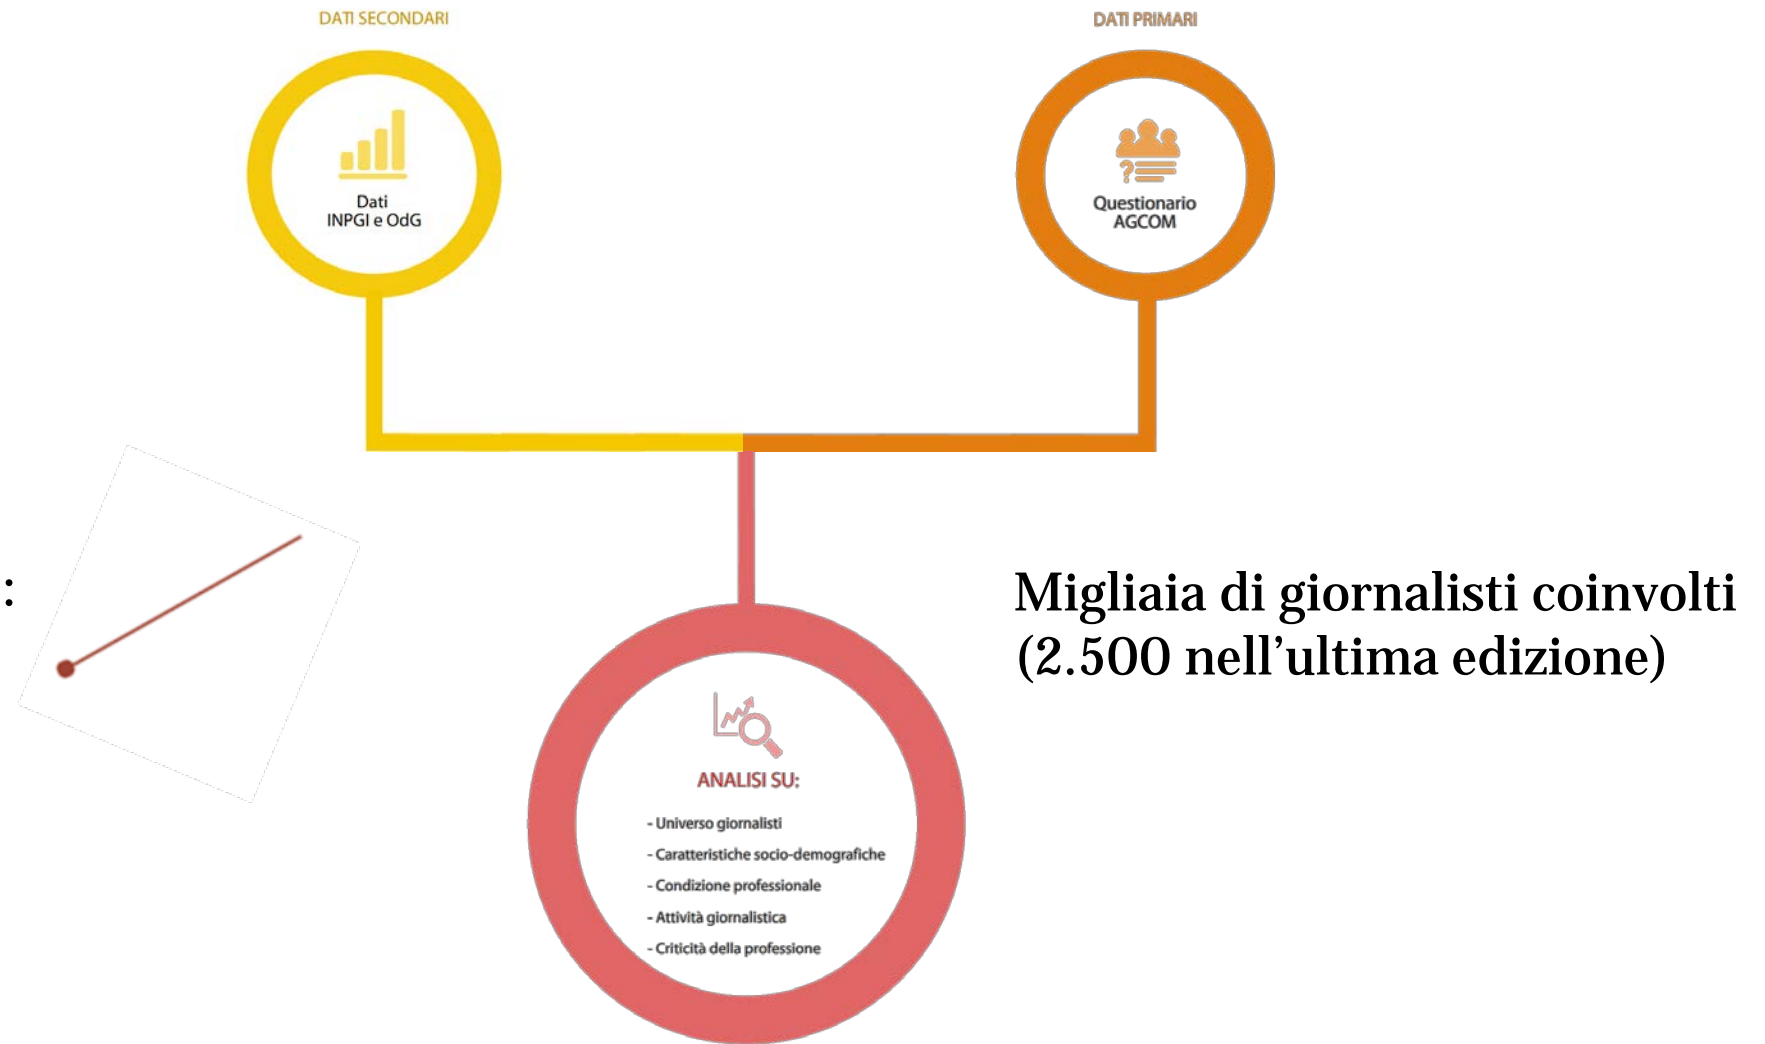 DATI SECONDARI
DATI PRIMARI
Dati
INPGI e OdG
?
Questionario
AGCOM
:
Migliaia di giornalisti coinvolti
(2.500 nell’ultima edizione)
ANALISI SU:
- Universo giornalisti
- Caratteristiche socio-demografiche
- Condizione professionale
- Attività giornalistica
- Criticità della professione